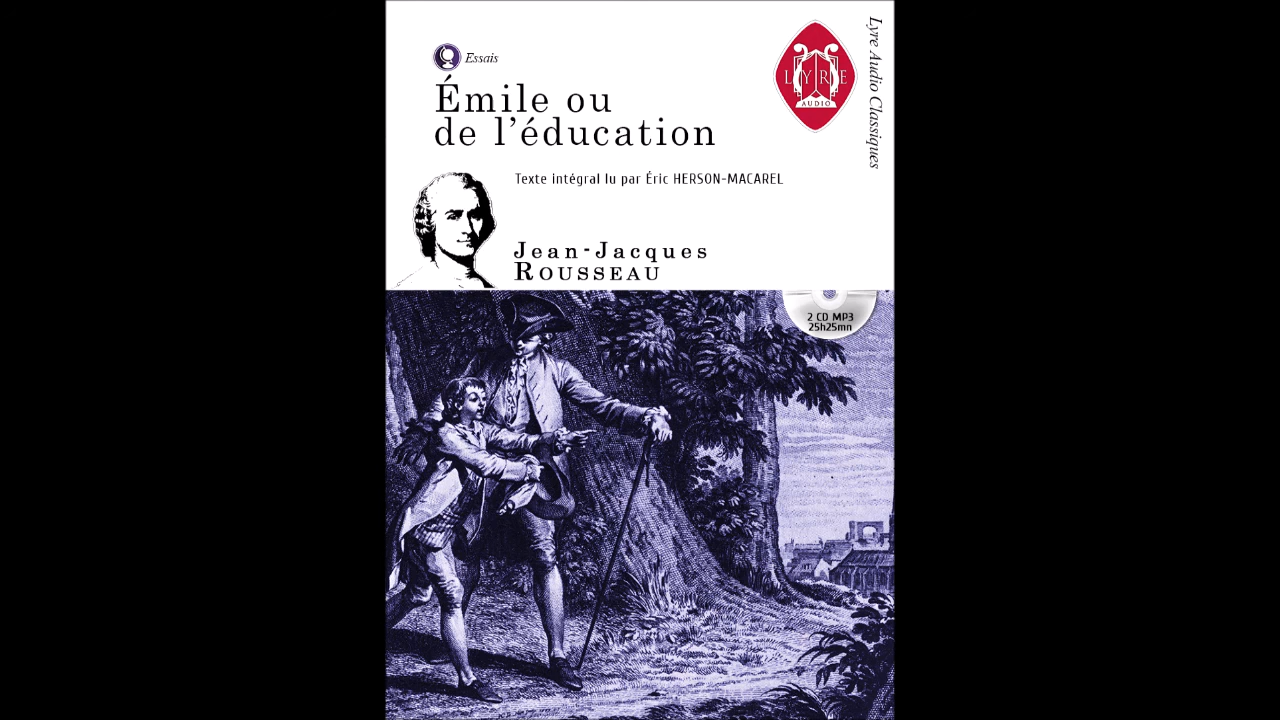 Essais
Émile ou
de l’éducation
LYRE
AUDIO
Lyre Audio Classiques
Texte intégral lu par Éric HERSON-MACAREL
Jean-Jacques
ROUSSEAU
2 CD MP3
25h25mn